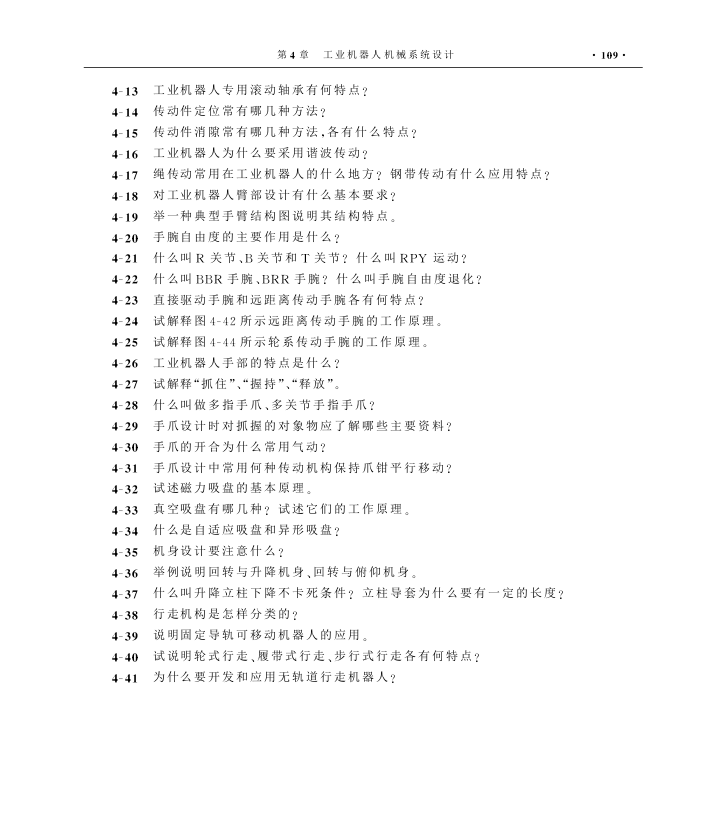 第4章 工业机器人机械系统设计 ·109·
4-13 工业机器人专用滚动轴承有何特点？
4-14 传动件定位常有哪几种方法？
4-15 传动件消隙常有哪几种方法，各有什么特点？
4-16 工业机器人为什么要采用谐波传动？
4-17 绳传动常用在工业机器人的什么地方？钢带传动有什么应用特点？
4-18 对工业机器人臂部设计有什么基本要求？
4-19 举一种典型手臂结构图说明其结构特点。
4-20 手腕自由度的主要作用是什么？
4-21 什么叫R关节、B关节和T关节？什么叫RPY运动？
4-22 什么叫BBR手腕、BRR手腕？什么叫手腕自由度退化？
4-23 直接驱动手腕和远距离传动手腕各有何特点？
4-24 试解释图4-42所示远距离传动手腕的工作原理。
4-25 试解释图4-44所示轮系传动手腕的工作原理。
4-26 工业机器人手部的特点是什么？
4-27 试解释“抓住”、“握持”、“释放”。
4-28 什么叫做多指手爪、多关节手指手爪？
4-29 手爪设计时对抓握的对象物应了解哪些主要资料？
4-30 手爪的开合为什么常用气动？
4-31 手爪设计中常用何种传动机构保持爪钳平行移动？
4-32 试述磁力吸盘的基本原理。
4-33 真空吸盘有哪几种？试述它们的工作原理。
4-34 什么是自适应吸盘和异形吸盘？
4-35 机身设计要注意什么？
4-36 举例说明回转与升降机身、回转与俯仰机身。
4-37 什么叫升降立柱下降不卡死条件？立柱导套为什么要有一定的长度？
4-38 行走机构是怎样分类的？
4-39 说明固定导轨可移动机器人的应用。
4-40 试说明轮式行走、履带式行走、步行式行走各有何特点？
4-41 为什么要开发和应用无轨道行走机器人？